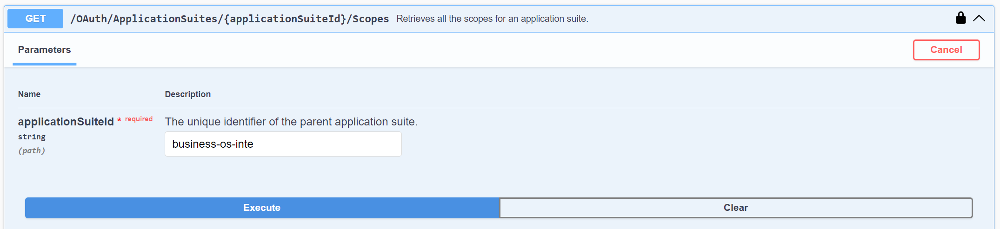 GET /OAuth/ApplicationSuites/{applicationSuiteId}/Scopes Retrieves all the scopes for an application suite.
Parameters Cancel
Name Description
applicationSuiteId * required The unique identifier of the parent application suite.
string
business-os-inte
(path)
Execute Clear